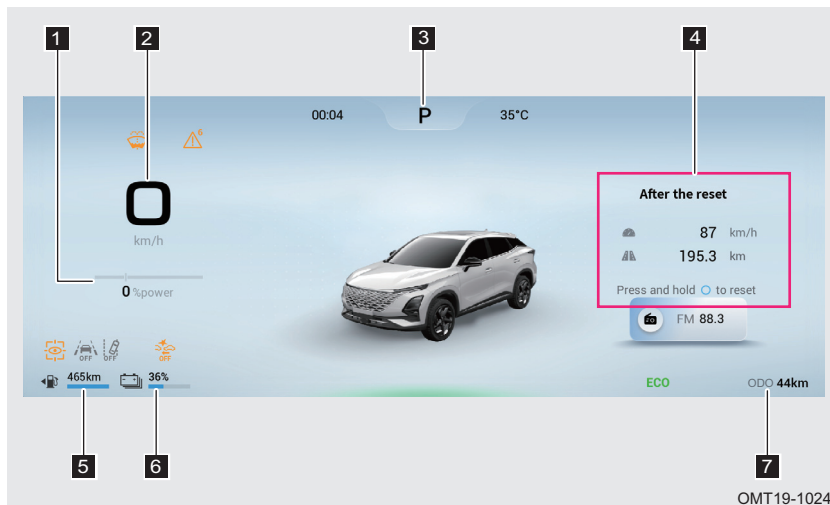 1
2
3
4
00:04
P
35°C
6
0
km/h
After the reset
87 km/h
195.3 km
Press and hold to reset
0 %power
FM 88.3
OFF
OFF
465km
36%
ECO
ODO 44km
5
6
7
OMT19-1024